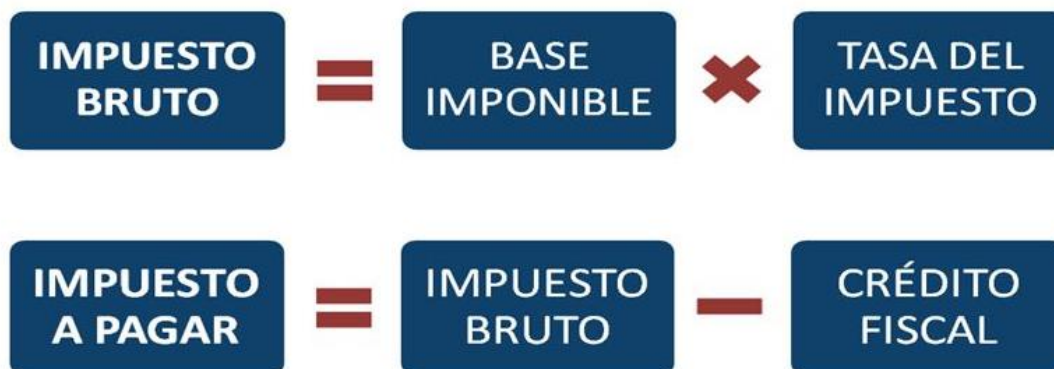 IMPUESTO
BRUTO
=
BASE
IMPONIBLE
×
TASA DEL
IMPUESTO
IMPUESTO
A PAGAR
=
IMPUESTO
BRUTO
−
CRÉDITO
FISCAL